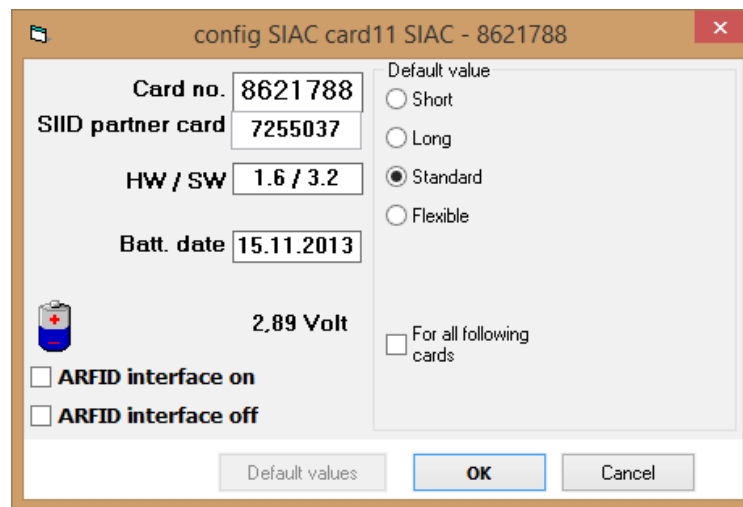 config SIAC card11 SIAC - 8621788
Card no. 8621788
SIID partner card 7255037
HW / SW 1.6 / 3.2
Batt. date 15.11.2013
2,89 Volt
ARFID interface on
ARFID interface off
Default value
Short
Long
Standard
Flexible
For all following
cards
Default values OK Cancel